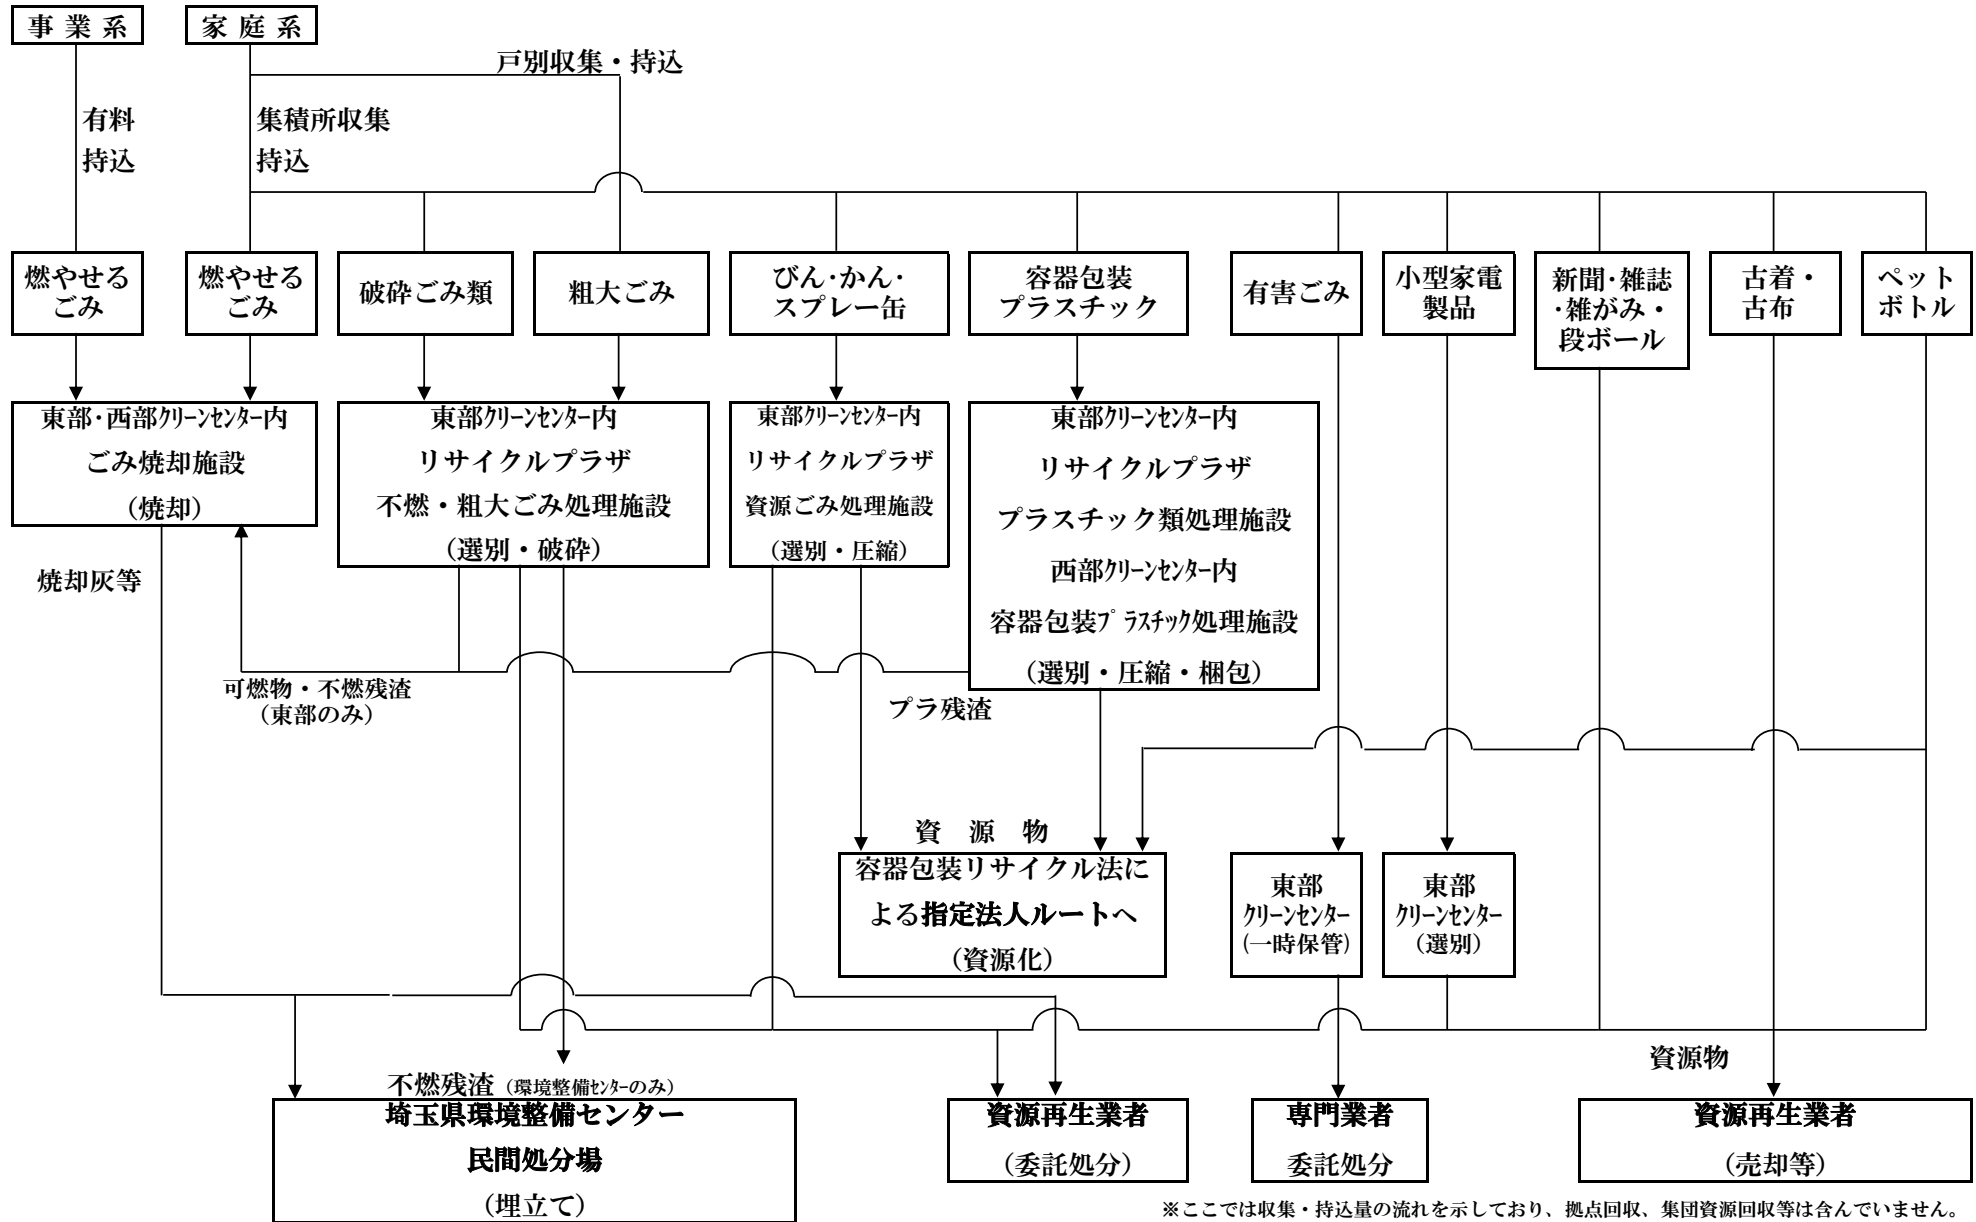 事 業 系
家 庭 系
戸別収集・持込
有料
持込
集積所収集
持込
燃やせる
ごみ
燃やせる
ごみ
破砕ごみ類
粗大ごみ
びん･かん･
スプレー缶
容器包装
プラスチック
有害ごみ
小型家電
製品
新聞･雑誌
･雑がみ・
段ボール
古着・
古布
ペット
ボトル
東部･西部ｸﾘｰﾝｾﾝﾀｰ内
ごみ焼却施設
（焼却）
東部ｸﾘｰﾝｾﾝﾀｰ内
リサイクルプラザ
不燃・粗大ごみ処理施設
（選別・破砕）
東部ｸﾘｰﾝｾﾝﾀｰ内
リサイクルプラザ
資源ごみ処理施設
（選別・圧縮）
東部ｸﾘｰﾝｾﾝﾀｰ内
リサイクルプラザ
プラスチック類処理施設
西部ｸﾘｰﾝｾﾝﾀｰ内
容器包装ﾌﾟﾗｽﾁｯｸ処理施設
（選別・圧縮・梱包）
焼却灰等
可燃物・不燃残渣
（東部のみ）
プラ残渣
資　源　物
容器包装リサイクル法に
よる指定法人ルートへ
（資源化）
東部
ｸﾘｰﾝｾﾝﾀｰ
(一時保管)
東部
ｸﾘｰﾝｾﾝﾀｰ
（選別）
資源物
不燃残渣（環境整備ｾﾝﾀｰのみ）
埼玉県環境整備センター
民間処分場
（埋立て）
資源再生業者
（委託処分）
専門業者
委託処分
資源再生業者
（売却等）
※ここでは収集・持込量の流れを示しており、拠点回収、集団資源回収等は含んでいません。